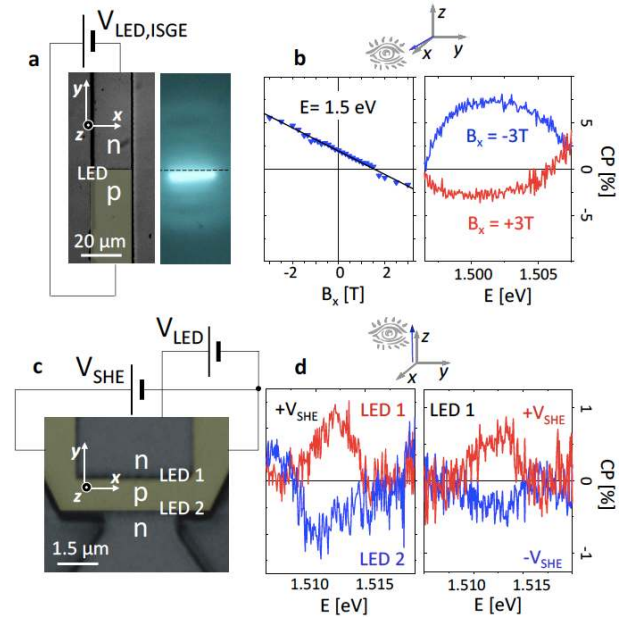 a
V_LED,ISGE
y
x
z
n
LED
p
20 μm
b
z
x
y
E= 1.5 eV
-2
0
2
B_x [T]
B_x = -3T
B_x = +3T
5
0
-5
CP [%]
1.500
1.505
E [eV]
c
V_SHE
V_LED
y
x
z
n
LED 1
p
LED 2
n
1.5 μm
d
z
x
y
+V_SHE
LED 1
LED 2
1.510
1.515
E [eV]
LED 1
+V_SHE
-V_SHE
1
0
-1
CP [%]
1.510
1.515
E [eV]